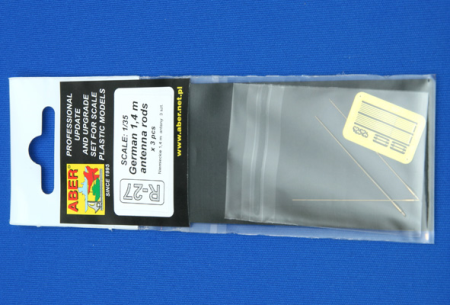 PROFESSIONAL
UPDATE
AND UPGRADE
SET FOR SCALE
PLASTIC MODELS
ABER
SINCE 1995
SCALE: 1/35
German 1,4 m
antenna rods
x 3 pcs
R-27
www.aber.net.pl